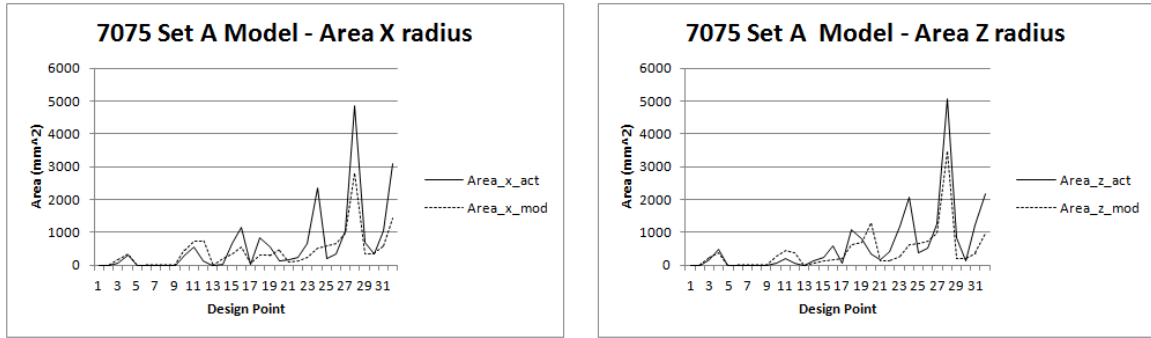 7075 Set A Model - Area X radius
6000
5000
4000
3000
2000
1000
0
Area (mm^2)
1 3 5 7 9 11 13 15 17 19 21 23 25 27 29 31
Design Point
Area_x_act
Area_x_mod
7075 Set A Model - Area Z radius
6000
5000
4000
3000
2000
1000
0
Area (mm^2)
1 3 5 7 9 11 13 15 17 19 21 23 25 27 29 31
Design Point
Area_z_act
Area_z_mod